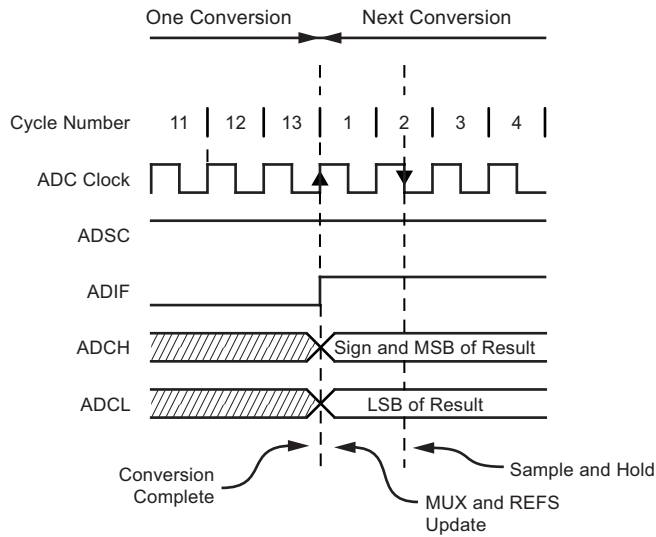 One Conversion
Next Conversion
Cycle Number
11
12
13
1
2
3
4
ADC Clock
ADSC
ADIF
ADCH
Sign and MSB of Result
ADCL
LSB of Result
Conversion
Complete
MUX and REFS
Update
Sample and Hold